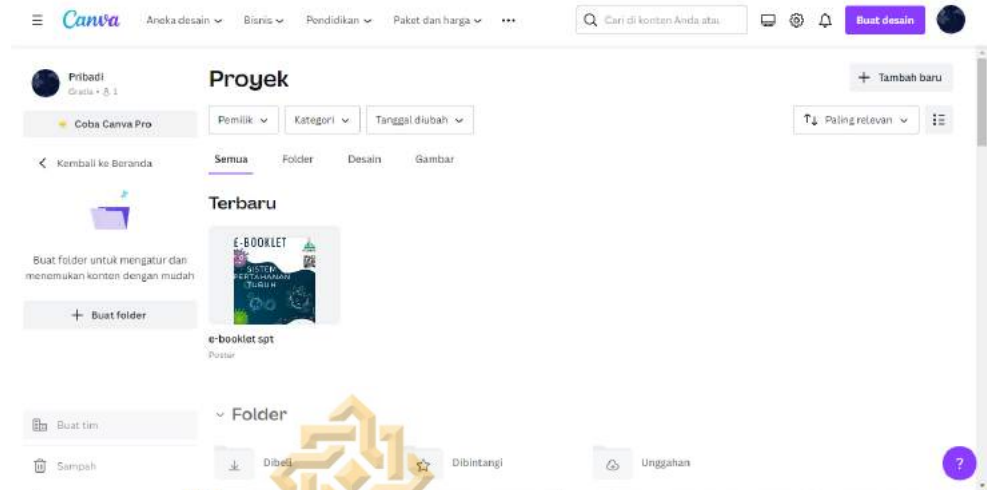 Canva
Aneka desain
Bisnis
Pendidikan
Paket dan harga
Cari di konten Anda atau
Buat desain
Pribadi
Gratis • 1
Coba Canva Pro
Kembali ke Beranda
Buat folder untuk mengatur dan
menemukan konten dengan mudah
+ Buat folder
Buat tim
Sampah
Proyek
+ Tambah baru
Pemilik
Kategori
Tanggal diubah
Paling relevan
Semua
Folder
Desain
Gambar
Terbaru
E-BOOKLET
SISTEM
PERTAHANAN
TUBUH
e-booklet spt
Poster
Folder
Dibeli
Dibintangi
Unggahan
?